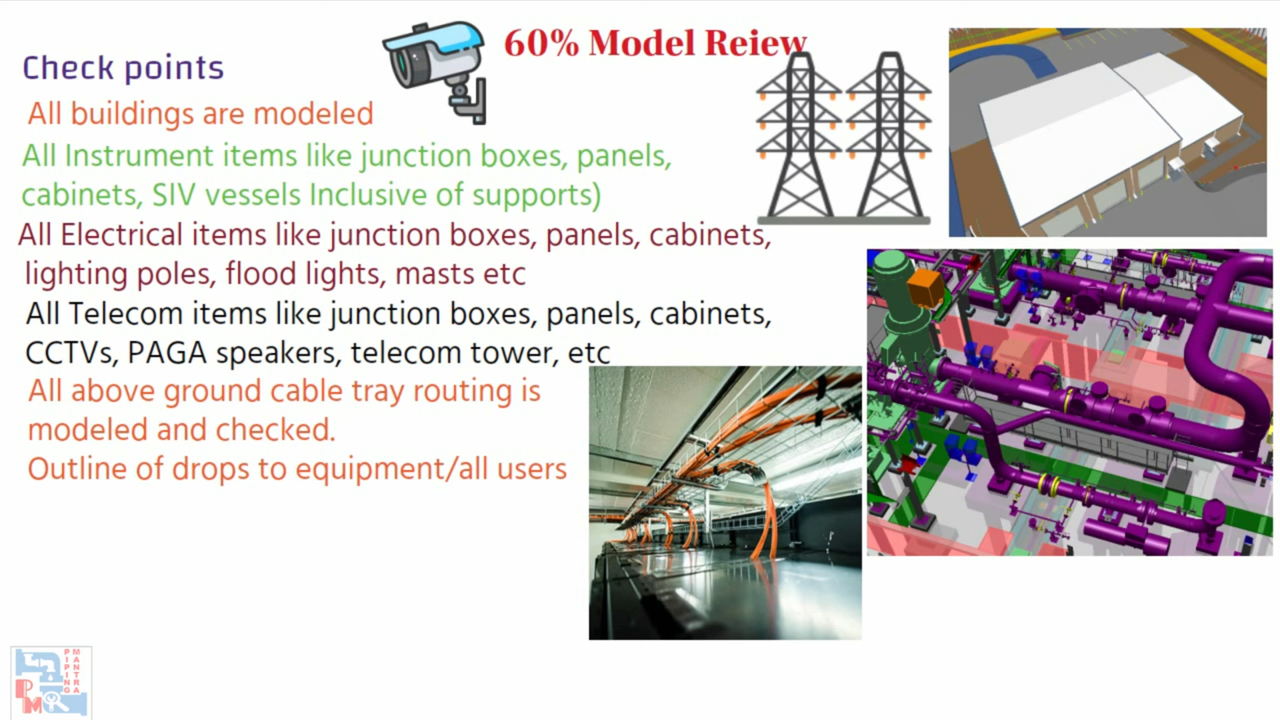 60% Model Reiew
Check points
All buildings are modeled
All Instrument items like junction boxes, panels,
cabinets, SIV vessels Inclusive of supports)
All Electrical items like junction boxes, panels, cabinets,
lighting poles, flood lights, masts etc
All Telecom items like junction boxes, panels, cabinets,
CCTVs, PAGA speakers, telecom tower, etc
All above ground cable tray routing is
modeled and checked.
Outline of drops to equipment/all users
PIPING
MANTRA
PM